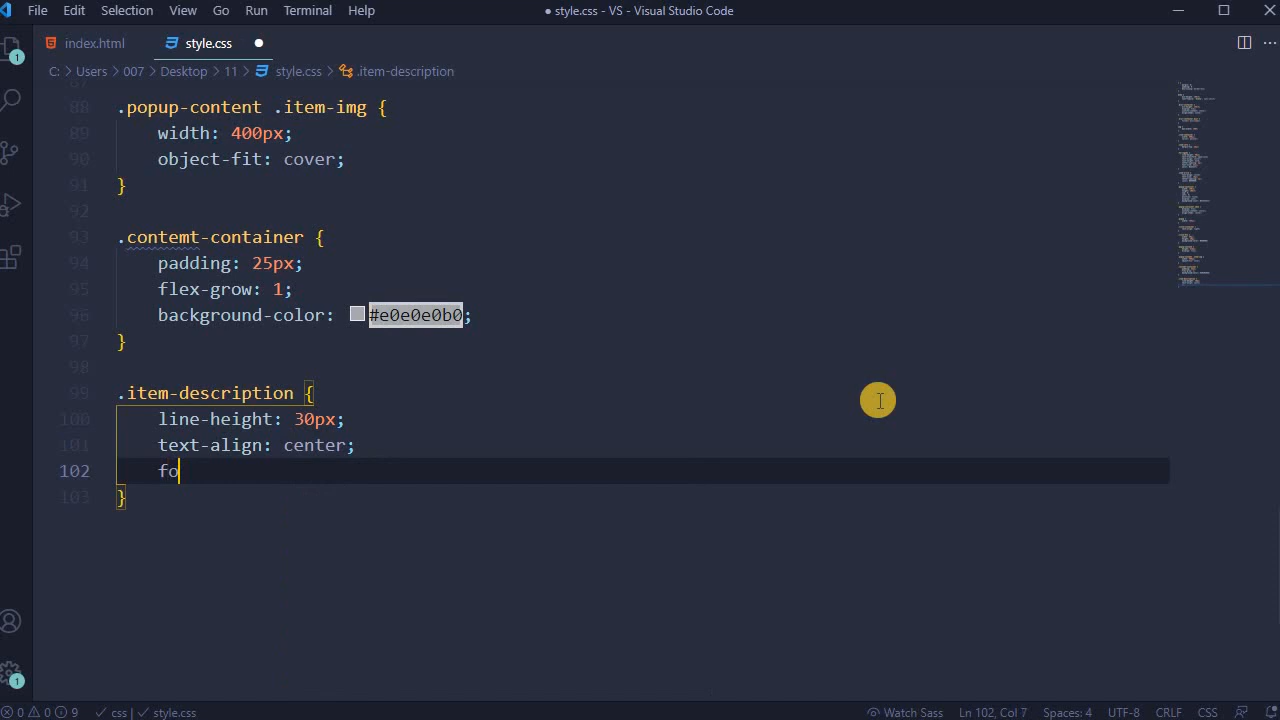 File Edit Selection View Go Run Terminal Help ● style.css - VS - Visual Studio Code
index.html style.css
C: > Users > 007 > Desktop > 11 > style.css > .item-description
88 .popup-content .item-img {
89 width: 400px;
90 object-fit: cover;
91 }
92
93 .contemt-container {
94 padding: 25px;
95 flex-grow: 1;
96 background-color: #e0e0e0b0;
97 }
98
99 .item-description {
100 line-height: 30px;
101 text-align: center;
102 fo
103 }
1
1
0 0 9 css | style.css Watch Sass Ln 102, Col 7 Spaces: 4 UTF-8 CRLF CSS